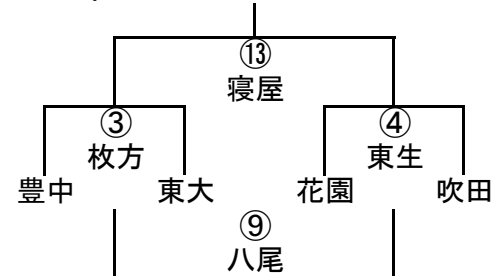 ⑬
寝屋
③ ④
枚方 東生
豊中 東大 花園 吹田
⑨
八尾